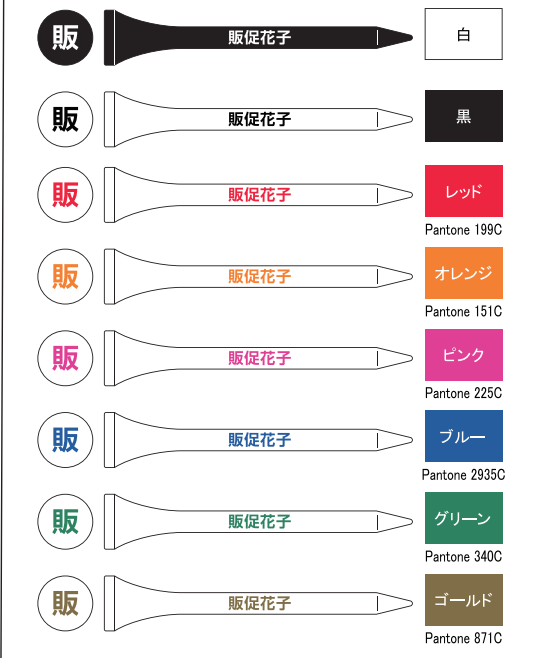 販 販促花子 白
販 販促花子 黒
販 販促花子 レッド
Pantone 199C
販 販促花子 オレンジ
Pantone 151C
販 販促花子 ピンク
Pantone 225C
販 販促花子 ブルー
Pantone 2935C
販 販促花子 グリーン
Pantone 340C
販 販促花子 ゴールド
Pantone 871C